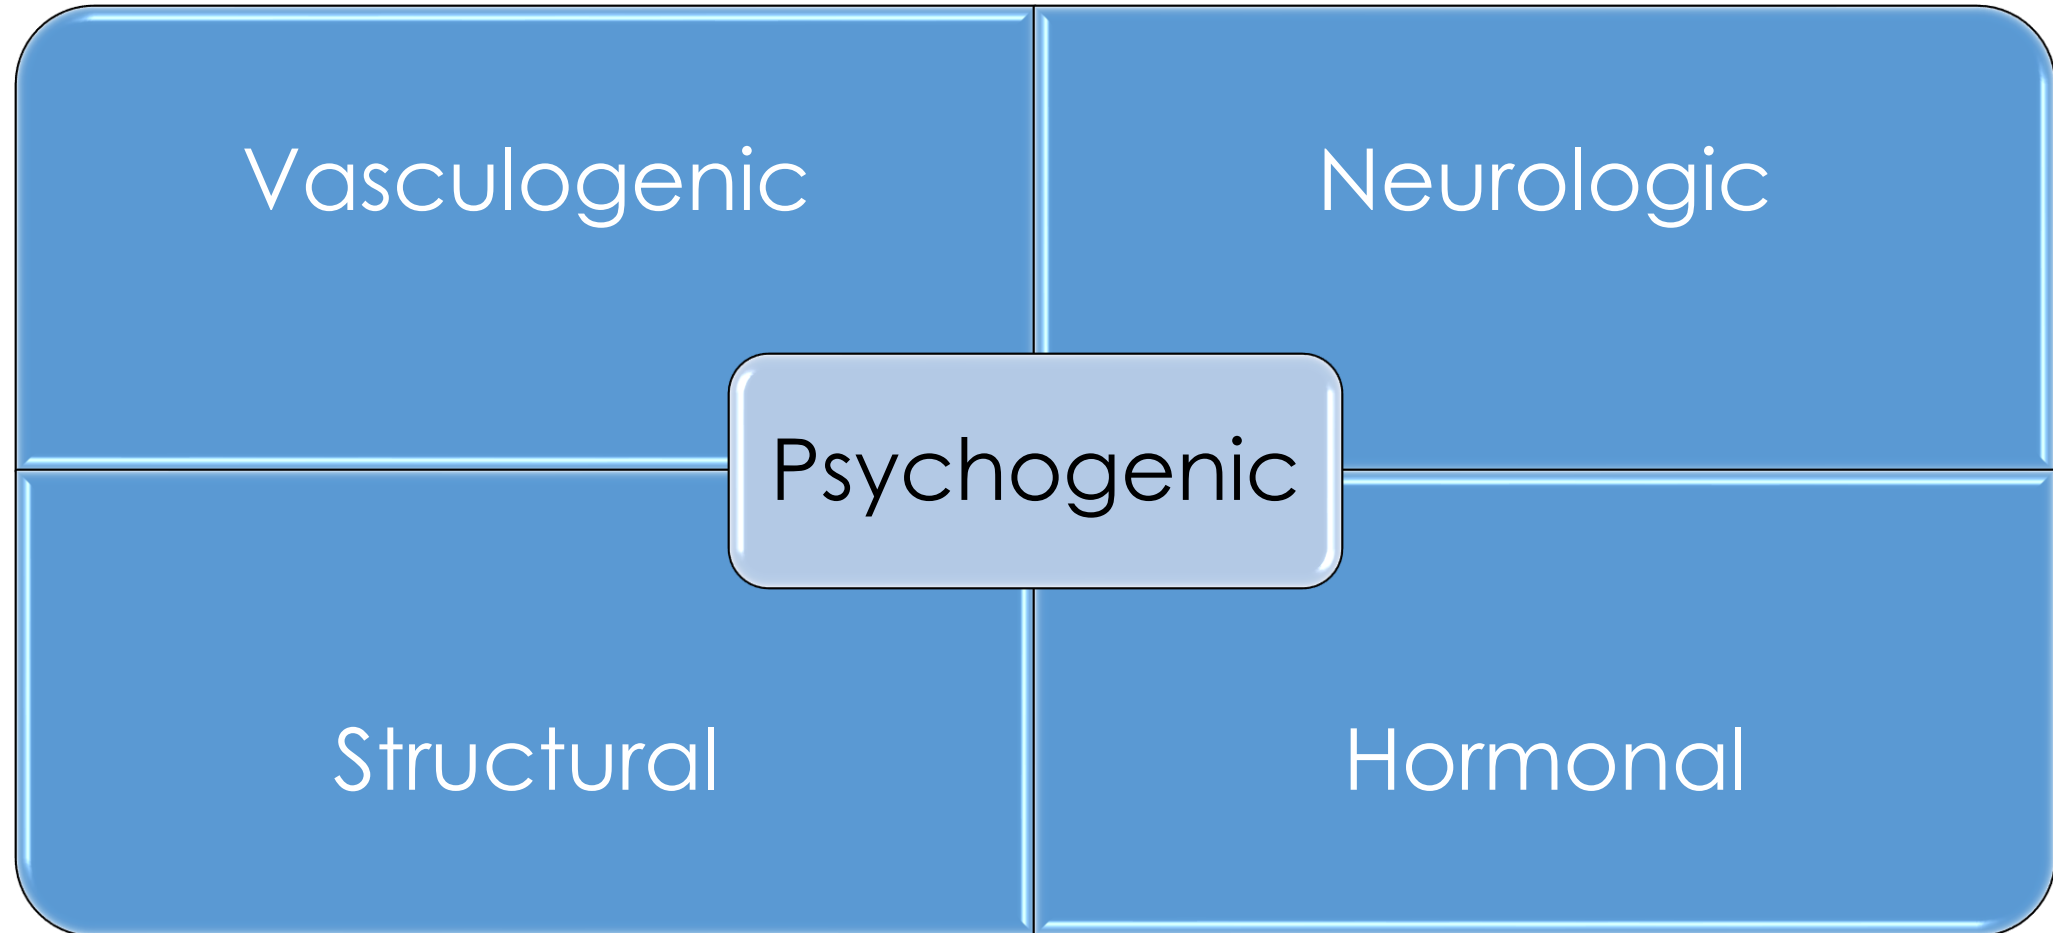 Vasculogenic
Neurologic
Psychogenic
Structural
Hormonal